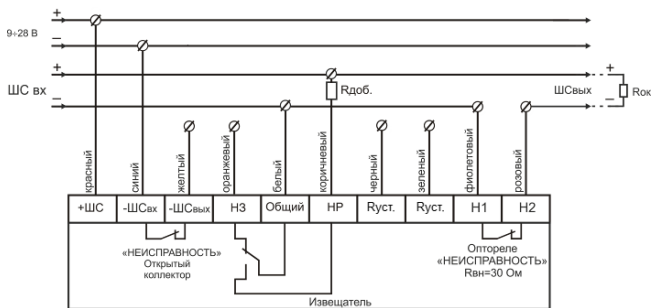 +
9÷28 В
−
+
ШС вх
−
Rдоб.
ШСвых
+
−
Rок
красный
синий
желтый
оранжевый
белый
коричневый
черный
зеленый
фиолетовый
розовый
+ШС
-ШСвх
-ШСвых
НЗ
Общий
НР
Rуст.
Rуст.
Н1
Н2
«НЕИСПРАВНОСТЬ»
Открытый
коллектор
Оптореле
«НЕИСПРАВНОСТЬ»
Rвн=30 Ом
Извещатель